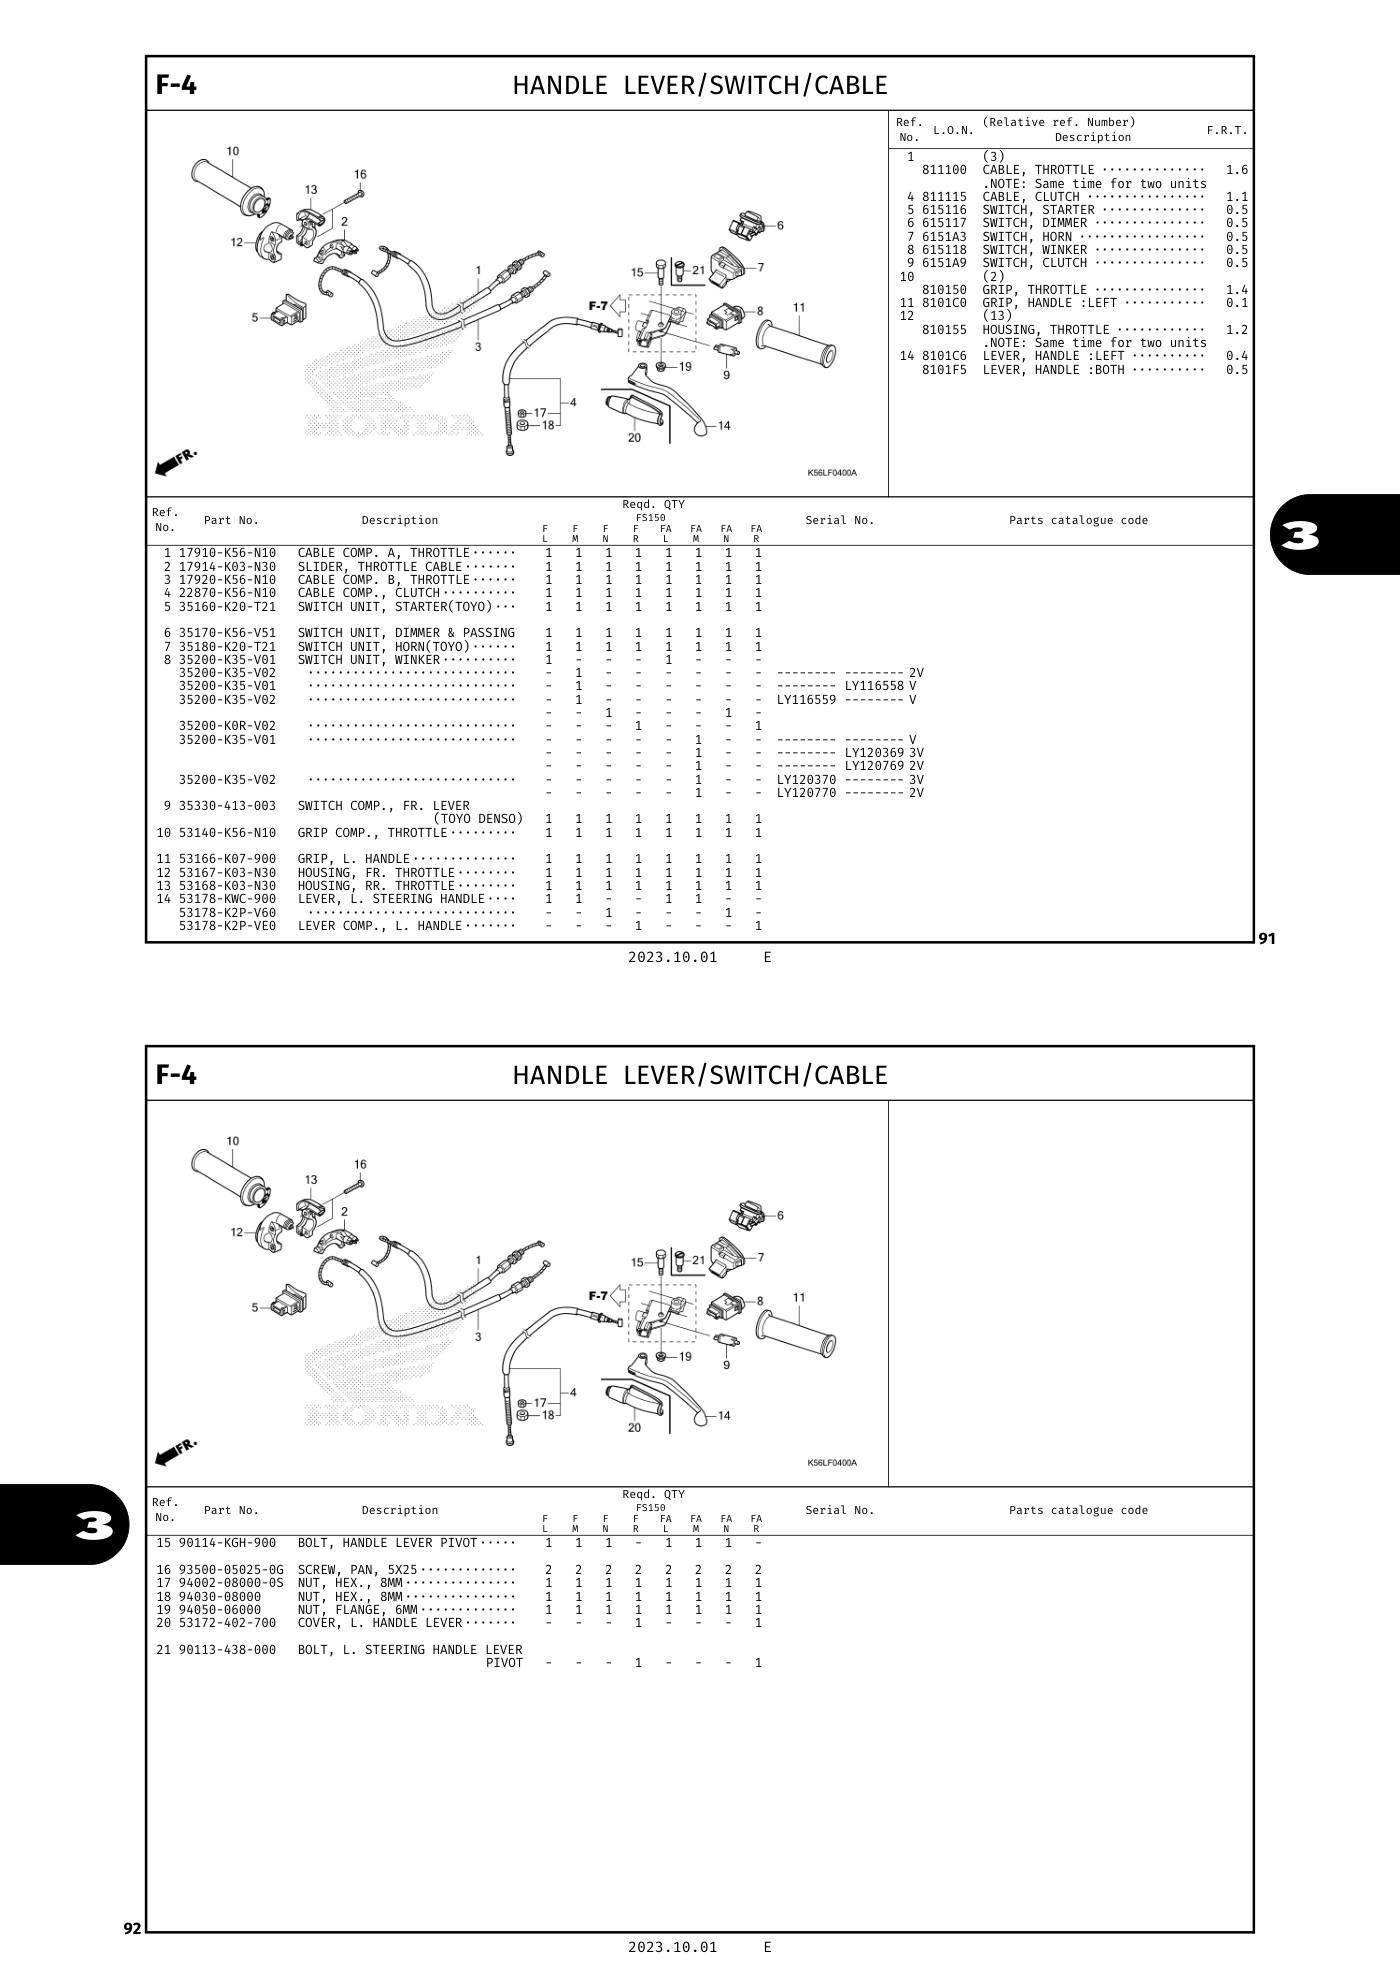 F-4 HANDLE LEVER/SWITCH/CABLE
10
13
16
2
12
1
3
5
6
7
15
21
F-7
8
11
9
19
4
17
18
14
20
HONDA
FR.
K56LF0400A
Ref. No. L.O.N. (Relative ref. Number) Description F.R.T.
1 (3)
811100 CABLE, THROTTLE ·············· 1.6
.NOTE: Same time for two units
4 811115 CABLE, CLUTCH ················ 1.1
5 615116 SWITCH, STARTER ·············· 0.5
6 615117 SWITCH, DIMMER ··············· 0.5
7 6151A3 SWITCH, HORN ················· 0.5
8 615118 SWITCH, WINKER ··············· 0.5
9 6151A9 SWITCH, CLUTCH ··············· 0.5
10 (2)
810150 GRIP, THROTTLE ··············· 1.4
11 8101C0 GRIP, HANDLE :LEFT ··········· 0.1
12 (13)
810155 HOUSING, THROTTLE ············ 1.2
.NOTE: Same time for two units
14 8101C6 LEVER, HANDLE :LEFT ·········· 0.4
8101F5 LEVER, HANDLE :BOTH ·········· 0.5
Ref. No. Part No. Description Reqd. QTY Serial No. Parts catalogue code
FS150
F F F F FA FA FA FA
L M N R L M N R
1 17910-K56-N10 CABLE COMP. A, THROTTLE······ 1 1 1 1 1 1 1 1
2 17914-K03-N30 SLIDER, THROTTLE CABLE······· 1 1 1 1 1 1 1 1
3 17920-K56-N10 CABLE COMP. B, THROTTLE······ 1 1 1 1 1 1 1 1
4 22870-K56-N10 CABLE COMP., CLUTCH·········· 1 1 1 1 1 1 1 1
5 35160-K20-T21 SWITCH UNIT, STARTER(TOYO)··· 1 1 1 1 1 1 1 1
6 35170-K56-V51 SWITCH UNIT, DIMMER & PASSING 1 1 1 1 1 1 1 1
7 35180-K20-T21 SWITCH UNIT, HORN(TOYO)······ 1 1 1 1 1 1 1 1
8 35200-K35-V01 SWITCH UNIT, WINKER·········· 1 - - - 1 - - -
35200-K35-V02 ···························· - 1 - - - - - - -------- -------- 2V
35200-K35-V01 ···························· - 1 - - - - - - -------- LY116558 V
35200-K35-V02 ···························· - 1 - - - - - - LY116559 -------- V
- - 1 - - - 1 -
35200-K0R-V02 ···························· - - - 1 - - - 1
35200-K35-V01 ···························· - - - - - 1 - - -------- -------- V
- - - - - 1 - - -------- LY120369 3V
- - - - - 1 - - -------- LY120769 2V
35200-K35-V02 ···························· - - - - - 1 - - LY120370 -------- 3V
- - - - - 1 - - LY120770 -------- 2V
9 35330-413-003 SWITCH COMP., FR. LEVER
(TOYO DENSO) 1 1 1 1 1 1 1 1
10 53140-K56-N10 GRIP COMP., THROTTLE········· 1 1 1 1 1 1 1 1
11 53166-K07-900 GRIP, L. HANDLE·············· 1 1 1 1 1 1 1 1
12 53167-K03-N30 HOUSING, FR. THROTTLE········ 1 1 1 1 1 1 1 1
13 53168-K03-N30 HOUSING, RR. THROTTLE········ 1 1 1 1 1 1 1 1
14 53178-KWC-900 LEVER, L. STEERING HANDLE···· 1 1 - - 1 1 - -
53178-K2P-V60 ···························· - - 1 - - - 1 -
53178-K2P-VE0 LEVER COMP., L. HANDLE······· - - - 1 - - - 1
2023.10.01 E
91
3
F-4 HANDLE LEVER/SWITCH/CABLE
10
13
16
2
12
1
3
5
6
7
15
21
F-7
8
11
9
19
4
17
18
14
20
HONDA
FR.
K56LF0400A
Ref. No. Part No. Description Reqd. QTY Serial No. Parts catalogue code
FS150
F F F F FA FA FA FA
L M N R L M N R
15 90114-KGH-900 BOLT, HANDLE LEVER PIVOT····· 1 1 1 - 1 1 1 -
16 93500-05025-0G SCREW, PAN, 5X25············· 2 2 2 2 2 2 2 2
17 94002-08000-0S NUT, HEX., 8MM··············· 1 1 1 1 1 1 1 1
18 94030-08000 NUT, HEX., 8MM··············· 1 1 1 1 1 1 1 1
19 94050-06000 NUT, FLANGE, 6MM············· 1 1 1 1 1 1 1 1
20 53172-402-700 COVER, L. HANDLE LEVER······· - - - 1 - - - 1
21 90113-438-000 BOLT, L. STEERING HANDLE LEVER
PIVOT - - - 1 - - - 1
3
92
2023.10.01 E